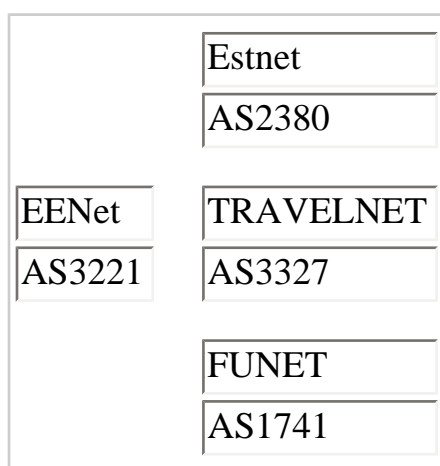 Estnet
AS2380
EENet
AS3221
TRAVELNET
AS3327
FUNET
AS1741